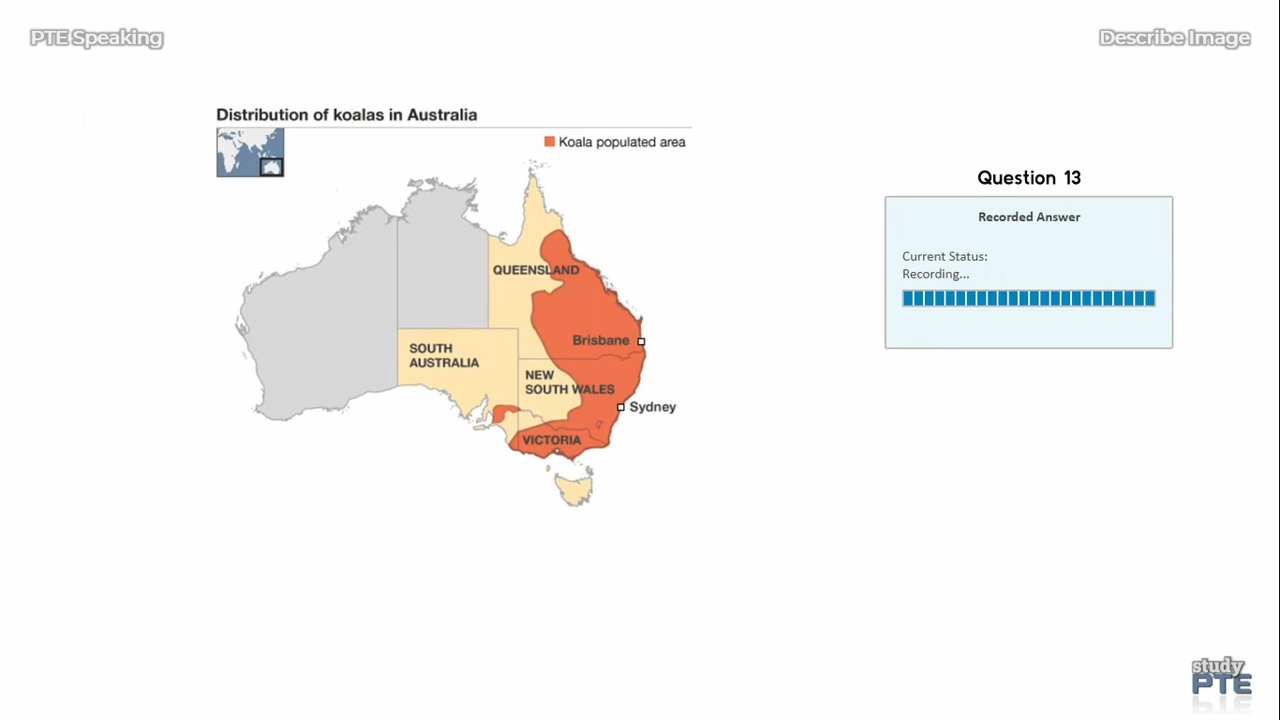 PTE Speaking
Describe Image
Distribution of koalas in Australia
Koala populated area
QUEENSLAND
Brisbane
SOUTH
AUSTRALIA
NEW
SOUTH WALES
Sydney
VICTORIA
Question 13
Recorded Answer
Current Status:
Recording...
study
PTE